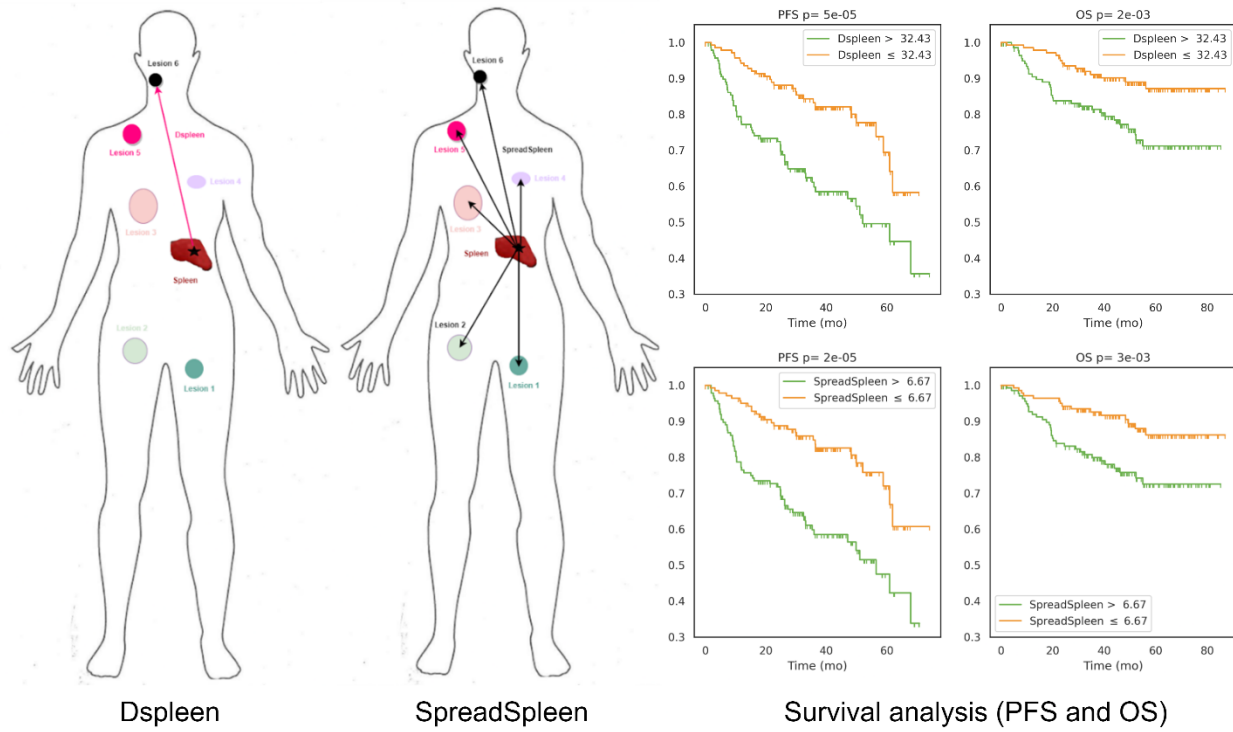 Lesion 6
Dspleen
Lesion 5
Lesion 4
Lesion 3
Spleen
Lesion 2
Lesion 1
Dspleen
Lesion 6
SpreadSpleen
Lesion 5
Lesion 4
Lesion 3
Spleen
Lesion 2
Lesion 1
SpreadSpleen
PFS p= 5e-05
Dspleen > 32.43
Dspleen ≤ 32.43
1.0
0.9
0.8
0.7
0.6
0.5
0.4
0.3
0 20 40 60
Time (mo)
OS p= 2e-03
Dspleen > 32.43
Dspleen ≤ 32.43
1.0
0.9
0.8
0.7
0.6
0.5
0.4
0.3
0 20 40 60 80
Time (mo)
PFS p= 2e-05
SpreadSpleen > 6.67
SpreadSpleen ≤ 6.67
1.0
0.9
0.8
0.7
0.6
0.5
0.4
0.3
0 20 40 60
Time (mo)
OS p= 3e-03
1.0
0.9
0.8
0.7
0.6
0.5
0.4
0.3
SpreadSpleen > 6.67
SpreadSpleen ≤ 6.67
0 20 40 60 80
Time (mo)
Survival analysis (PFS and OS)